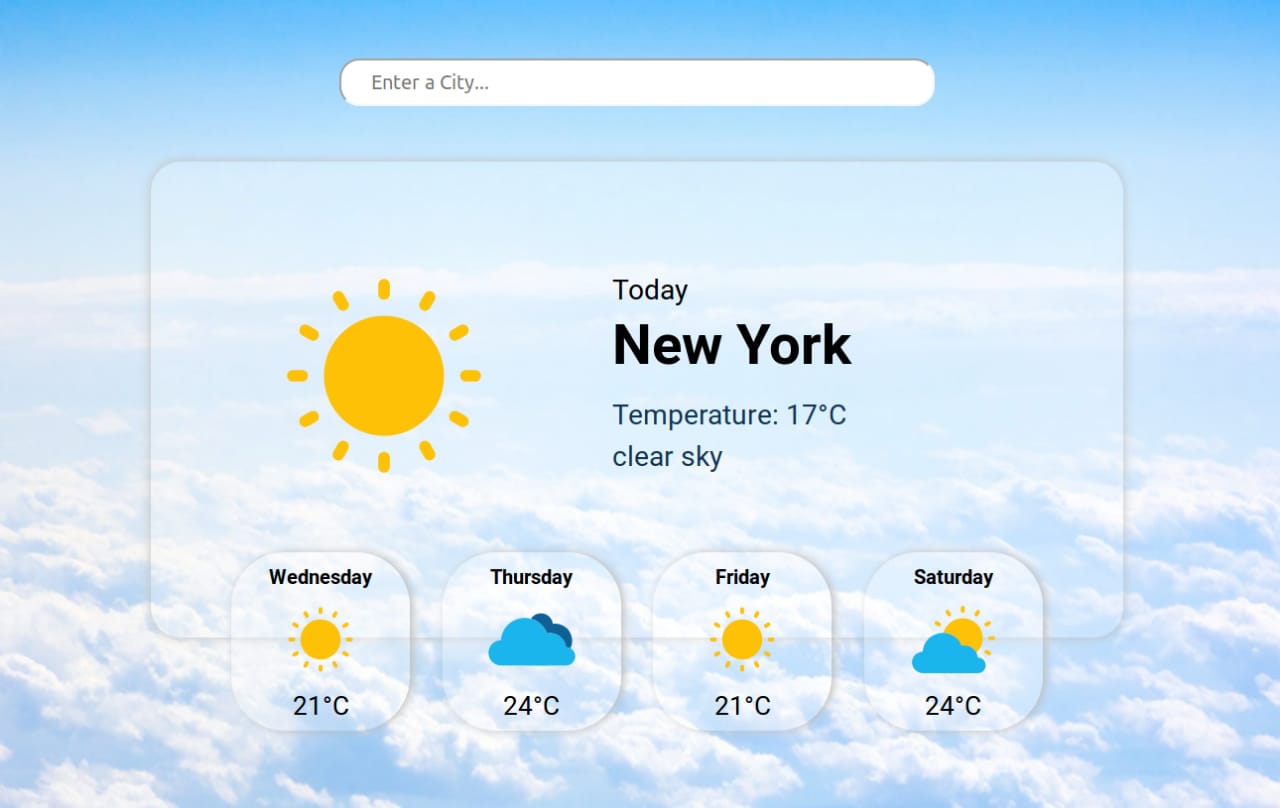 Enter a City...
Today
New York
Temperature: 17°C
clear sky
Wednesday
21°C
Thursday
24°C
Friday
21°C
Saturday
24°C